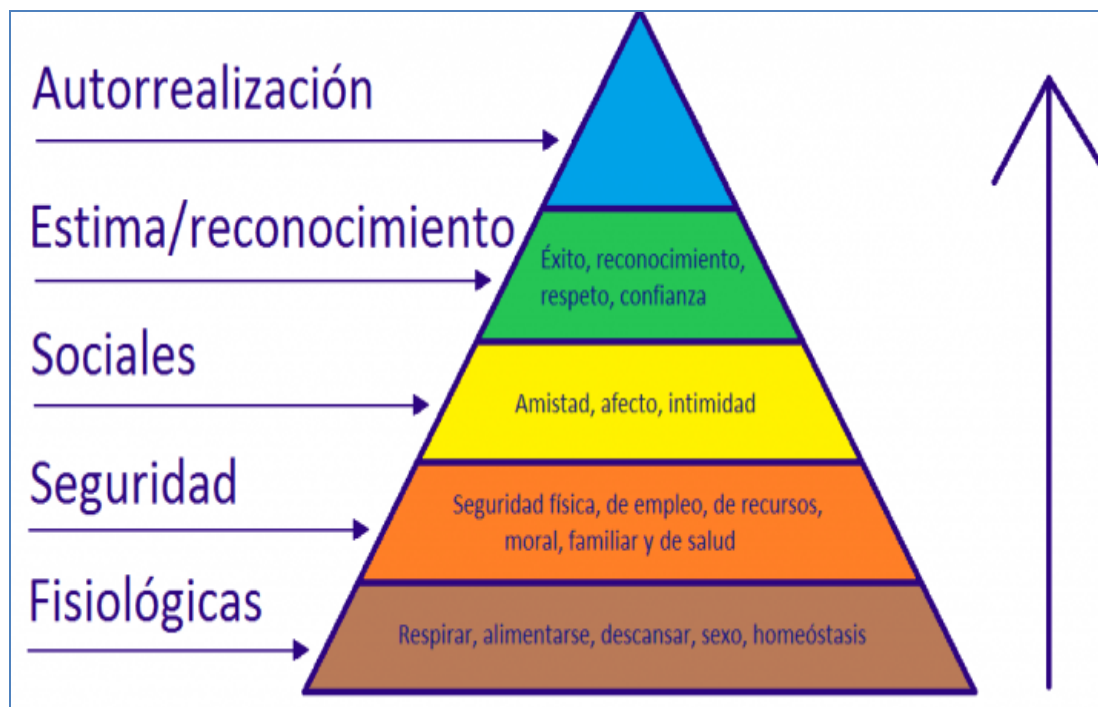 Autorrealización
Estima/reconocimiento
Éxito, reconocimiento,
respeto, confianza
Sociales
Amistad, afecto, intimidad
Seguridad
Seguridad física, de empleo, de recursos,
moral, familiar y de salud
Fisiológicas
Respirar, alimentarse, descansar, sexo, homeóstasis